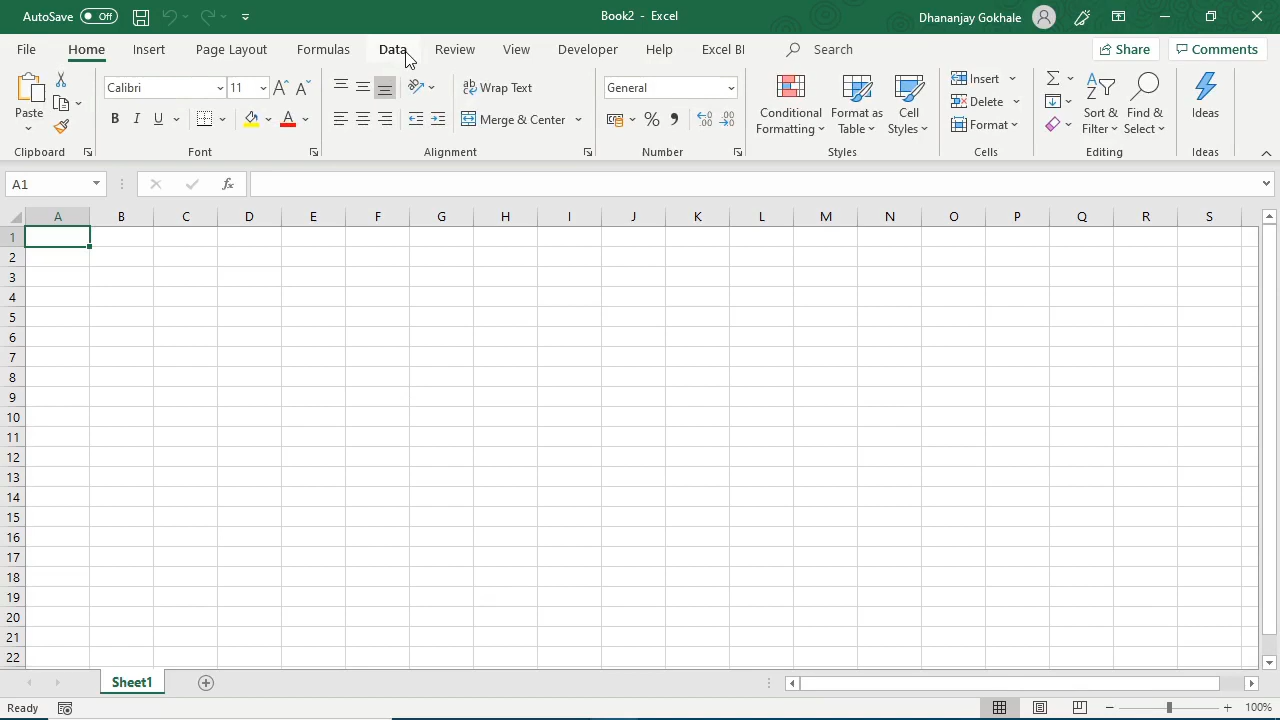 AutoSave Off
Book2 - Excel
Dhananjay Gokhale
File Home Insert Page Layout Formulas Data Review View Developer Help Excel BI Search Share Comments
Paste
Clipboard
Calibri 11
B I U A
Font
ab Wrap Text
Merge & Center
Alignment
General
% ,
Number
Conditional Formatting
Format as Table
Cell Styles
Styles
Insert
Delete
Format
Cells
Sort & Filter
Find & Select
Editing
Ideas
Ideas
A1
fx
A B C D E F G H I J K L M N O P Q R S
1
2
3
4
5
6
7
8
9
10
11
12
13
14
15
16
17
18
19
20
21
22
Sheet1
Ready
100%